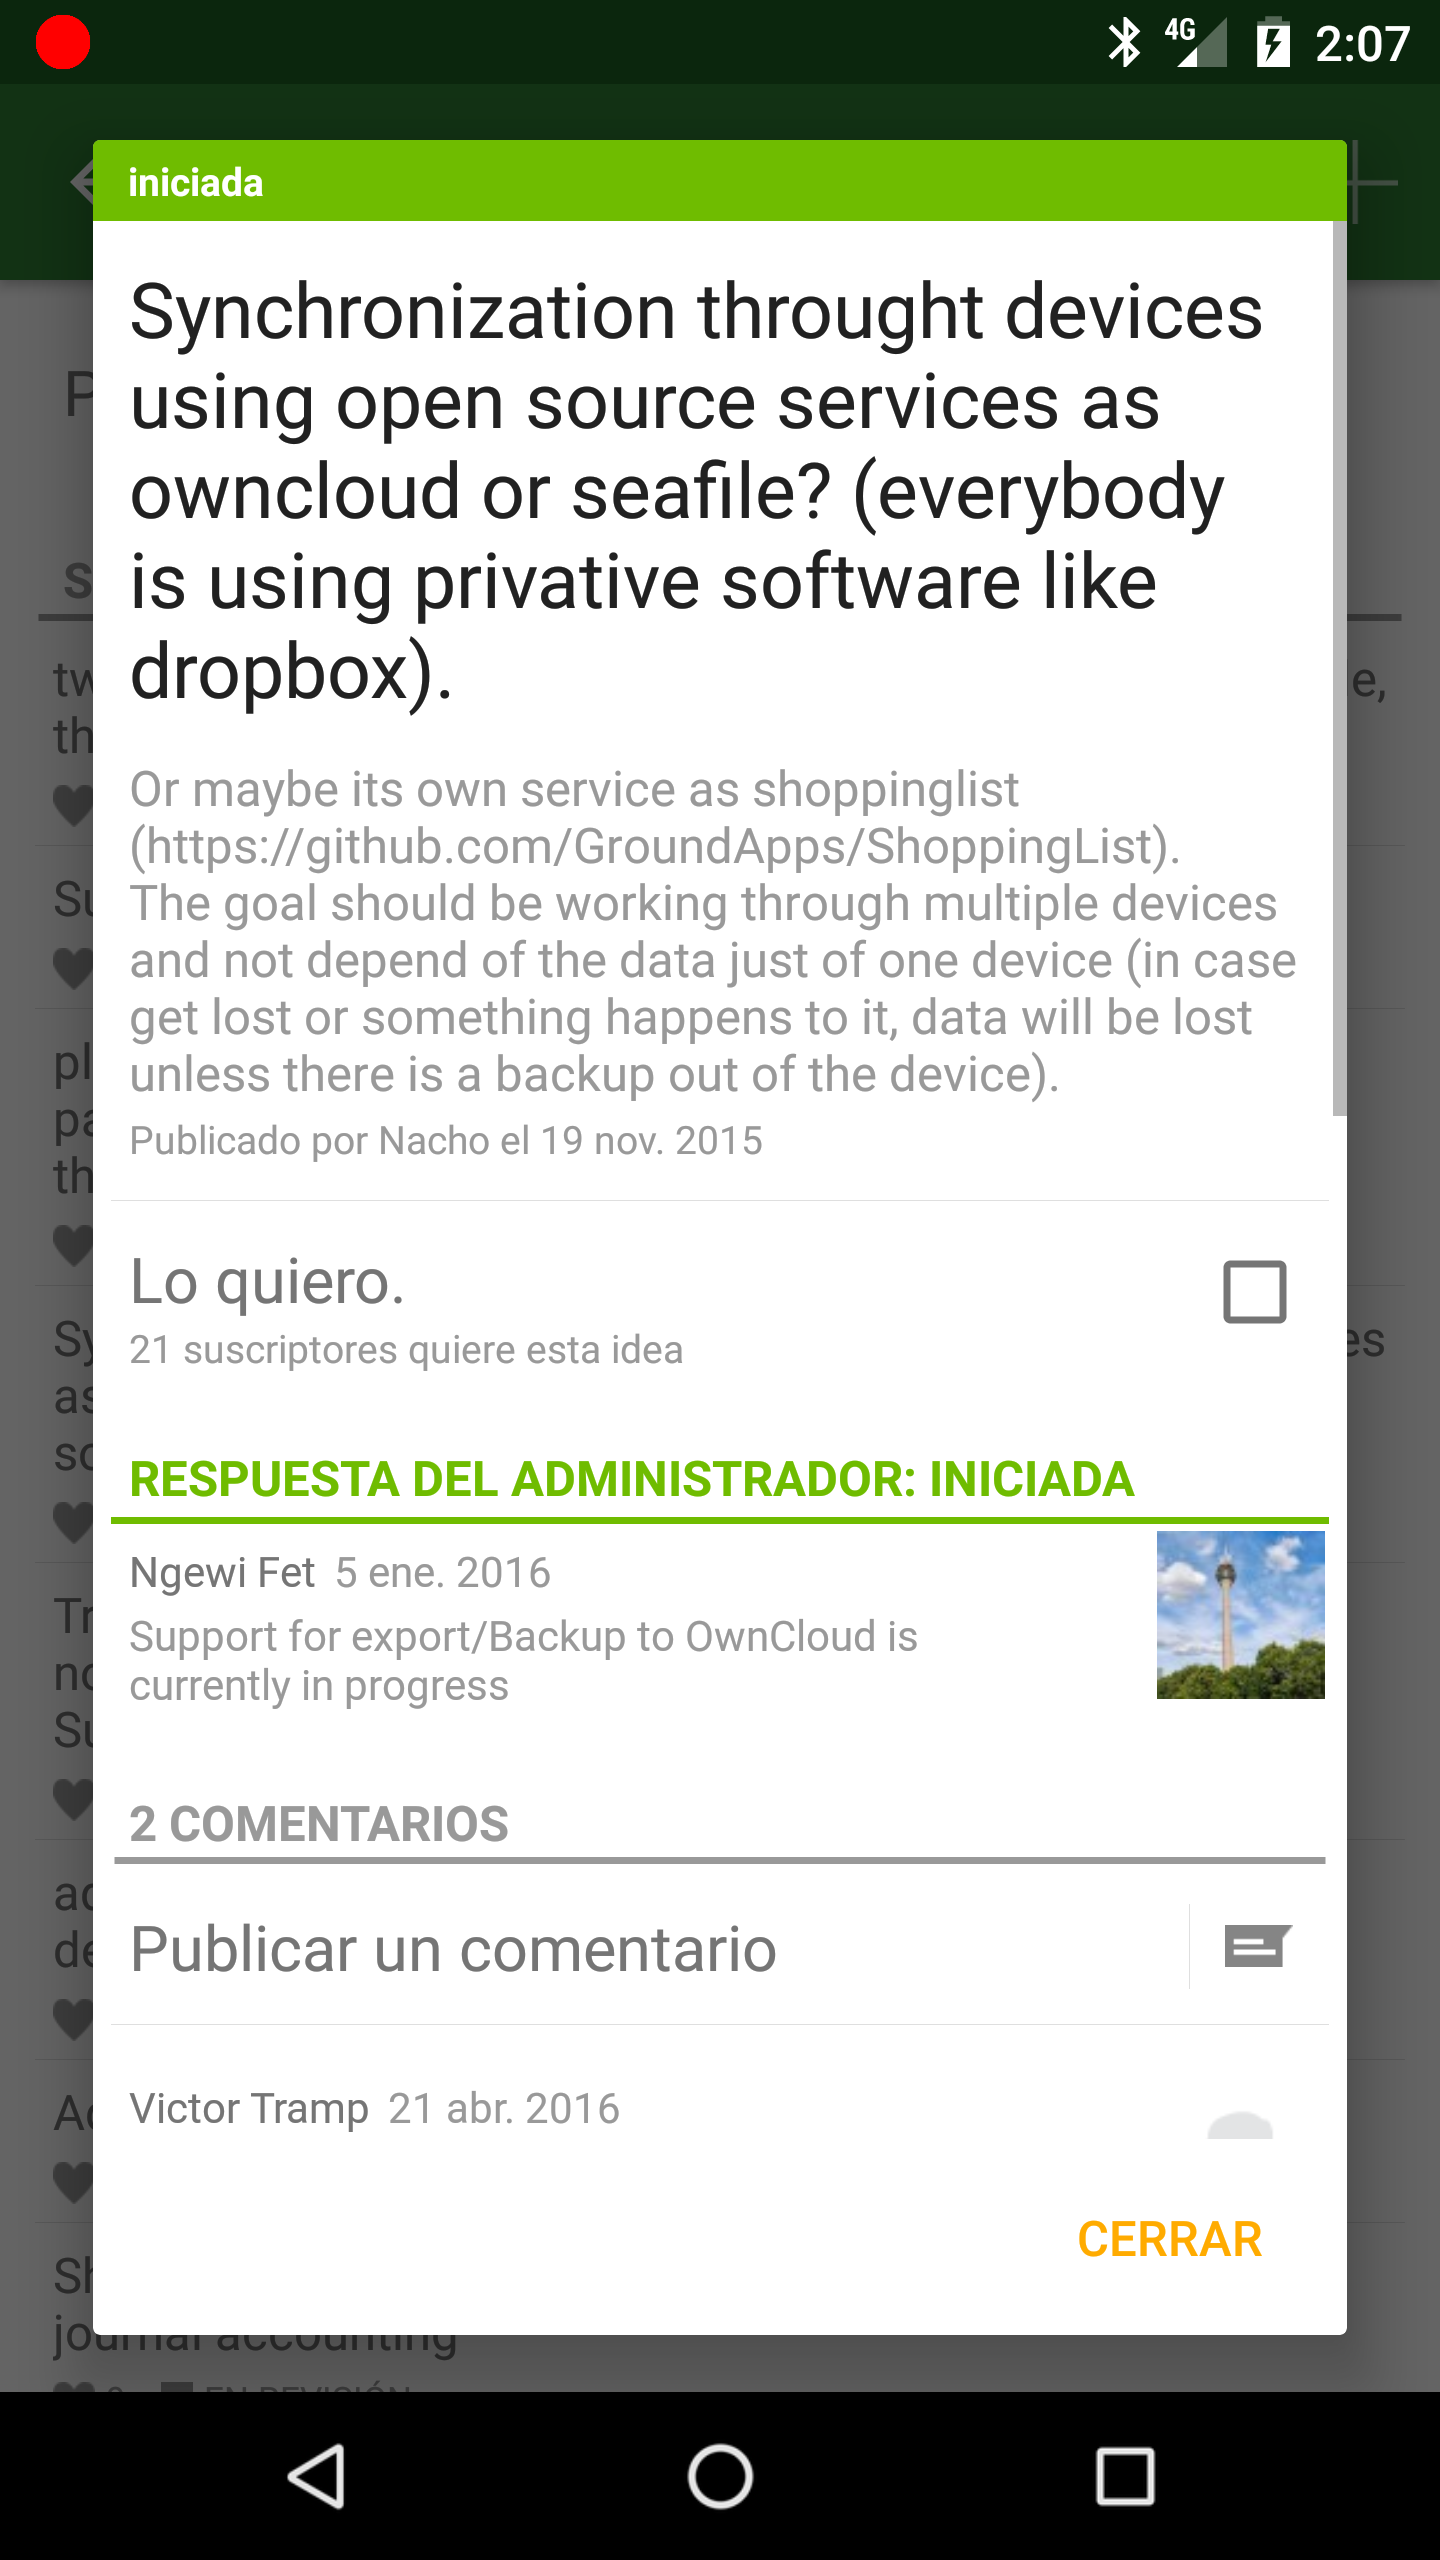 4G 2:07
iniciada
Synchronization throught devices
using open source services as
owncloud or seafile? (everybody
is using privative software like
dropbox).
Or maybe its own service as shoppinglist
(https://github.com/GroundApps/ShoppingList).
The goal should be working through multiple devices
and not depend of the data just of one device (in case
get lost or something happens to it, data will be lost
unless there is a backup out of the device).
Publicado por Nacho el 19 nov. 2015
Lo quiero.
21 suscriptores quiere esta idea
RESPUESTA DEL ADMINISTRADOR: INICIADA
Ngewi Fet 5 ene. 2016
Support for export/Backup to OwnCloud is
currently in progress
2 COMENTARIOS
Publicar un comentario
Victor Tramp 21 abr. 2016
CERRAR
journal accounting
EN REVISIÓN